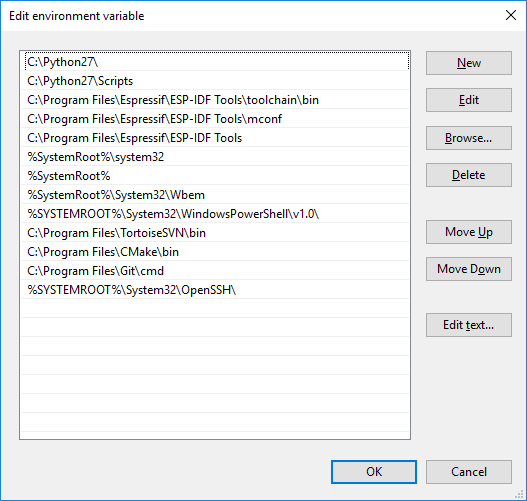 Edit environment variable
C:\Python27\
C:\Python27\Scripts
C:\Program Files\Espressif\ESP-IDF Tools\toolchain\bin
C:\Program Files\Espressif\ESP-IDF Tools\mconf
C:\Program Files\Espressif\ESP-IDF Tools
%SystemRoot%\system32
%SystemRoot%
%SystemRoot%\System32\Wbem
%SYSTEMROOT%\System32\WindowsPowerShell\v1.0\
C:\Program Files\TortoiseSVN\bin
C:\Program Files\CMake\bin
C:\Program Files\Git\cmd
%SYSTEMROOT%\System32\OpenSSH\
New
Edit
Browse...
Delete
Move Up
Move Down
Edit text...
OK
Cancel